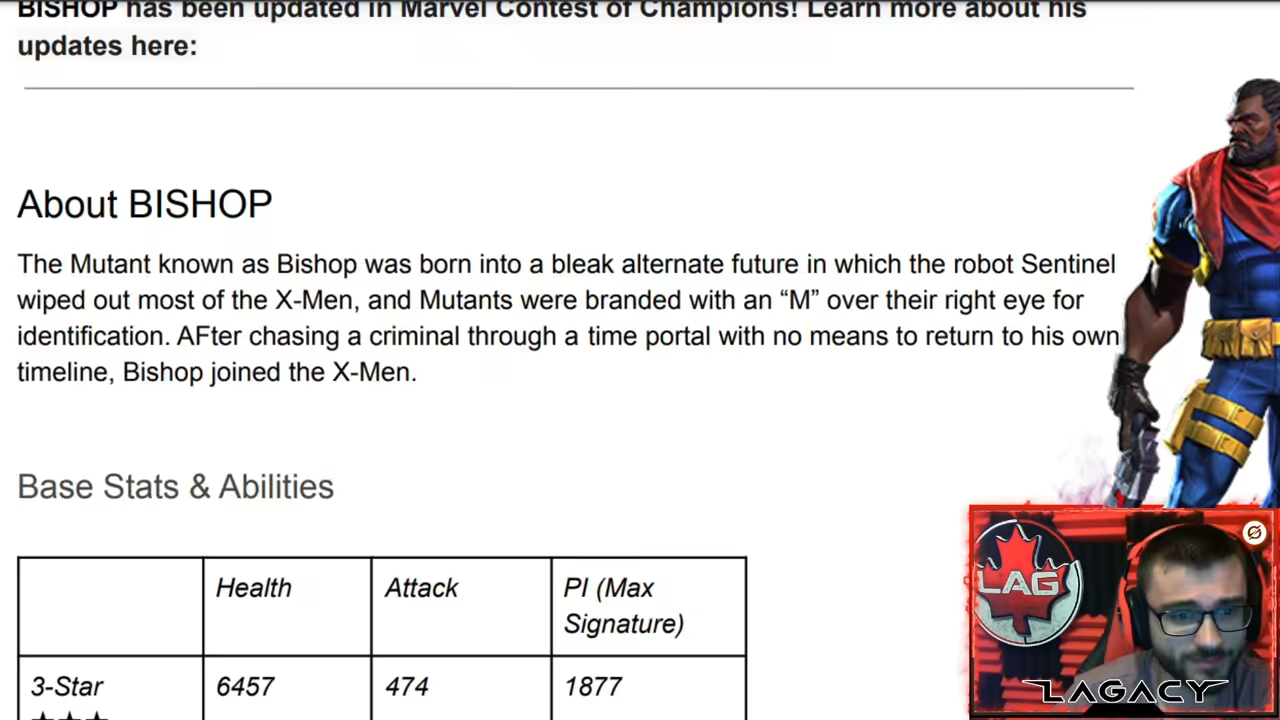 BISHOP has been updated in Marvel Contest of Champions! Learn more about his
updates here:
About BISHOP
The Mutant known as Bishop was born into a bleak alternate future in which the robot Sentinel
wiped out most of the X-Men, and Mutants were branded with an “M” over their right eye for
identification. AFter chasing a criminal through a time portal with no means to return to his own
timeline, Bishop joined the X-Men.
Base Stats & Abilities
Health Attack PI (Max
Signature)
3-Star 6457 474 1877
LAG
LAGACY